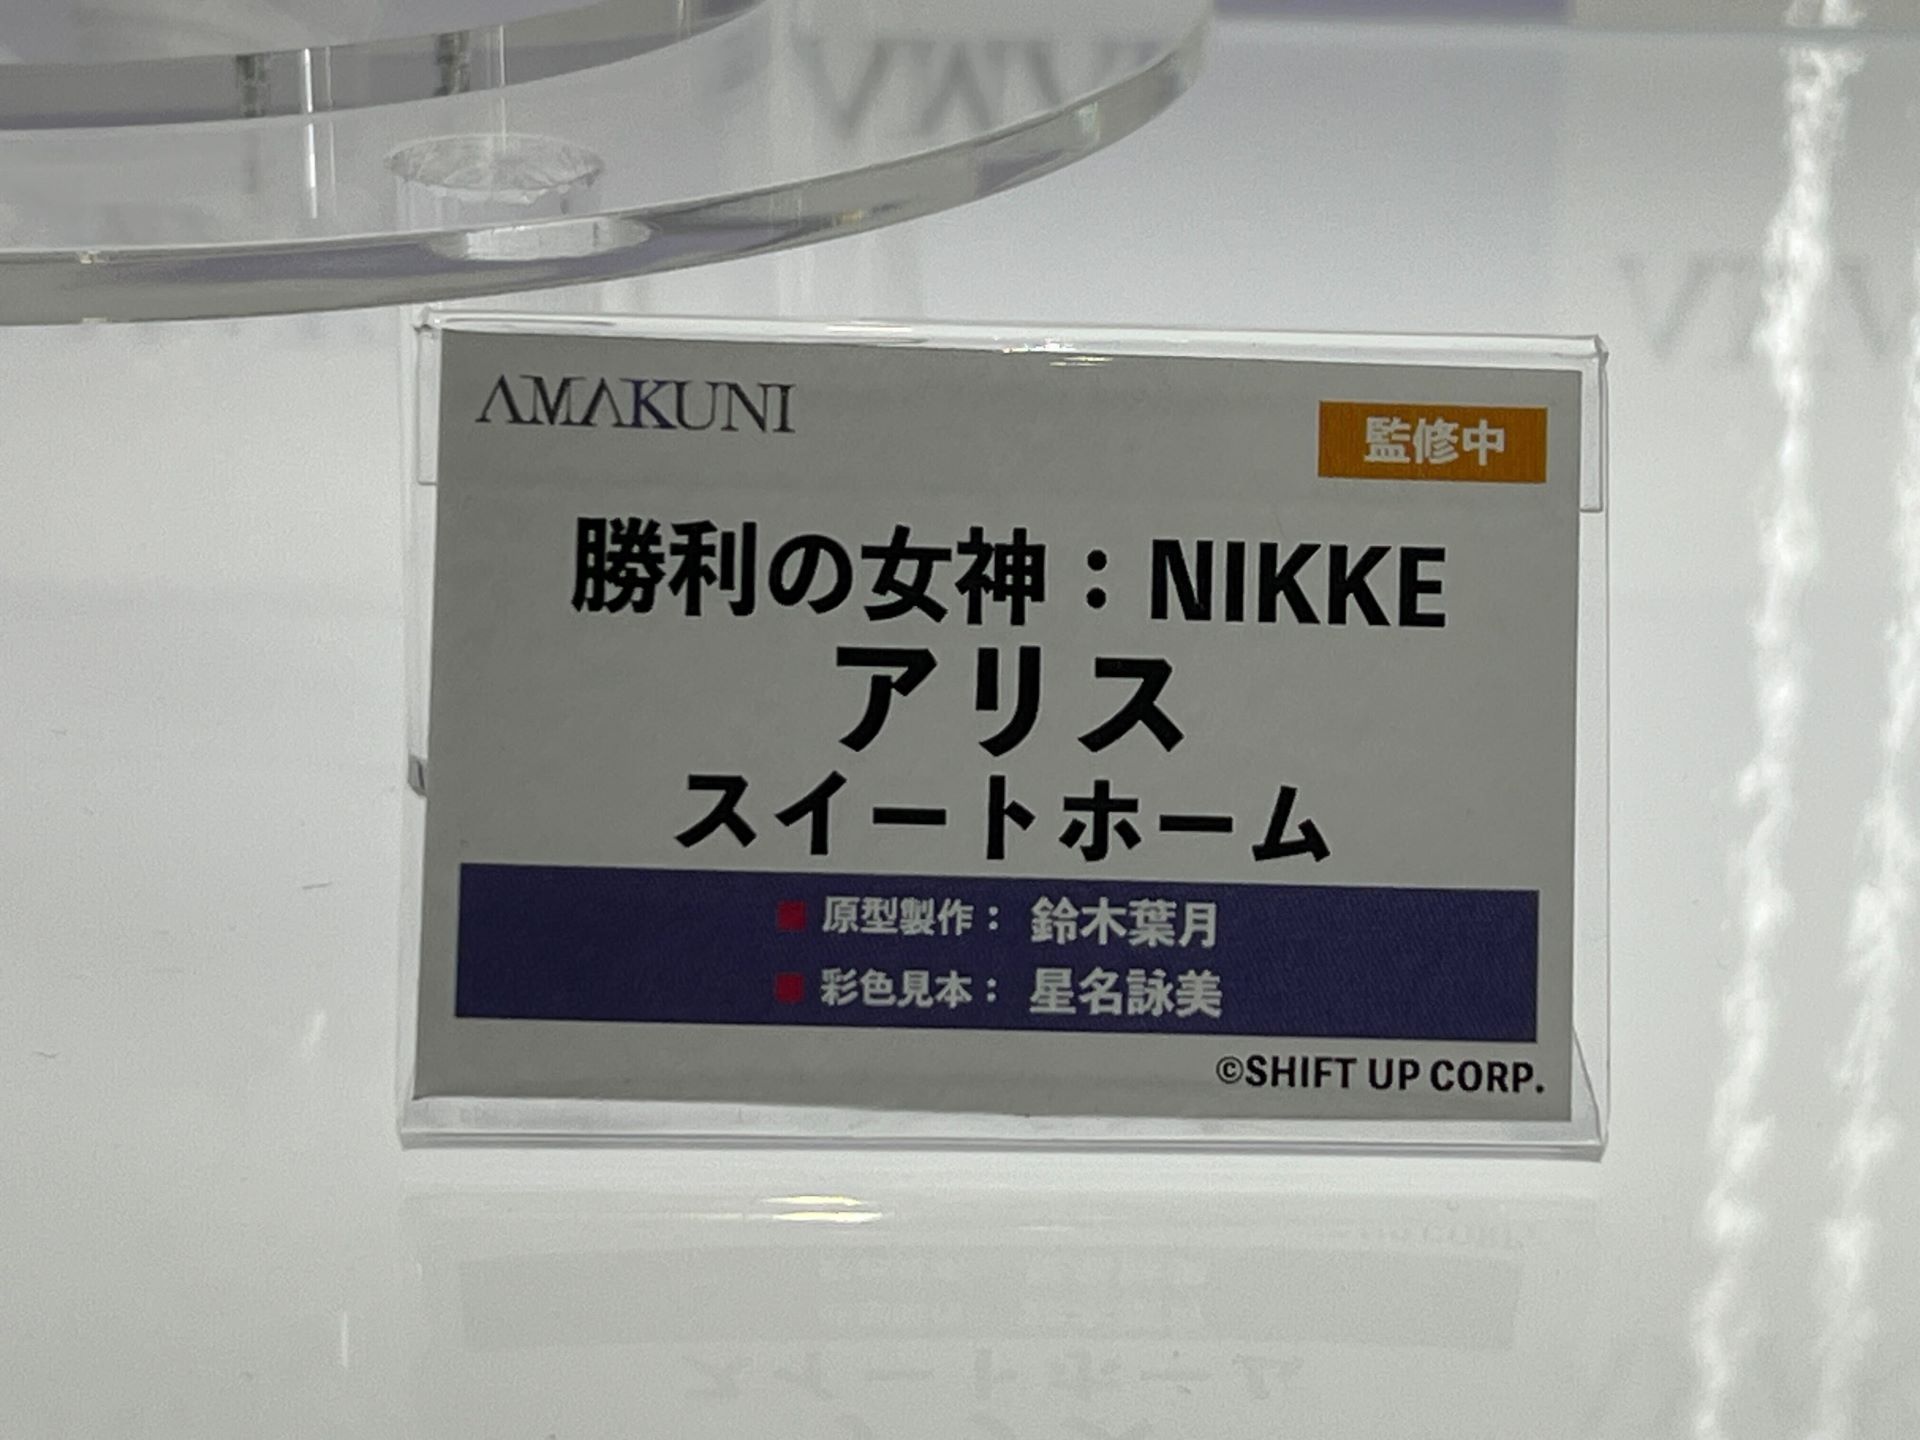 AMAKUNI
監修中
勝利の女神：NIKKE
アリス
スイートホーム
■ 原型製作： 鈴木葉月
■ 彩色見本： 星名詠美
©SHIFT UP CORP.